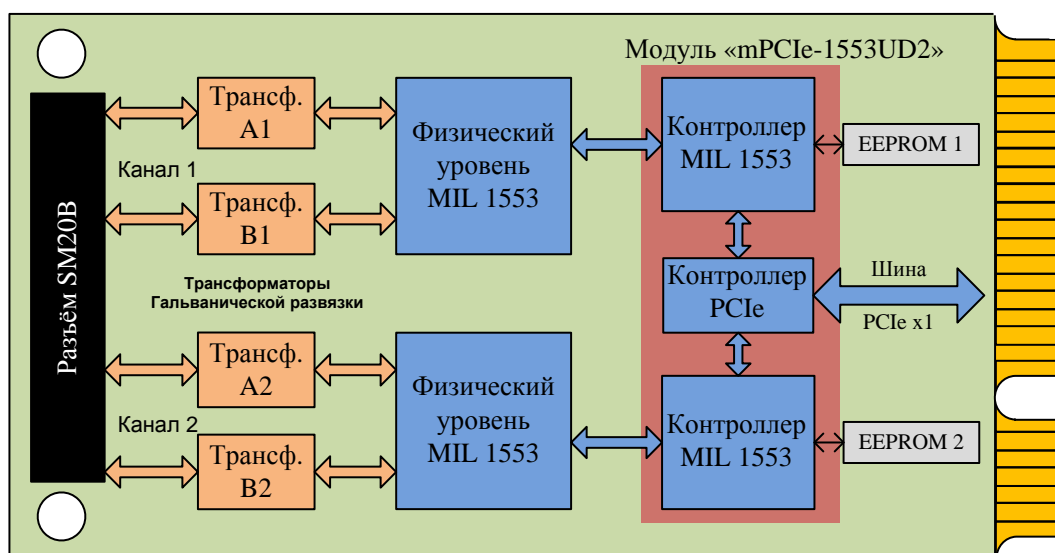 Модуль «mPCIe-1553UD2»
Разъём SM20B
Трансф.
A1
Канал 1
Трансф.
B1
Физический
уровень
MIL 1553
Контроллер
MIL 1553
EEPROM 1
Трансформаторы
Гальванической развязки
Контроллер
PCIe
Шина
PCIe x1
Трансф.
A2
Канал 2
Трансф.
B2
Физический
уровень
MIL 1553
Контроллер
MIL 1553
EEPROM 2